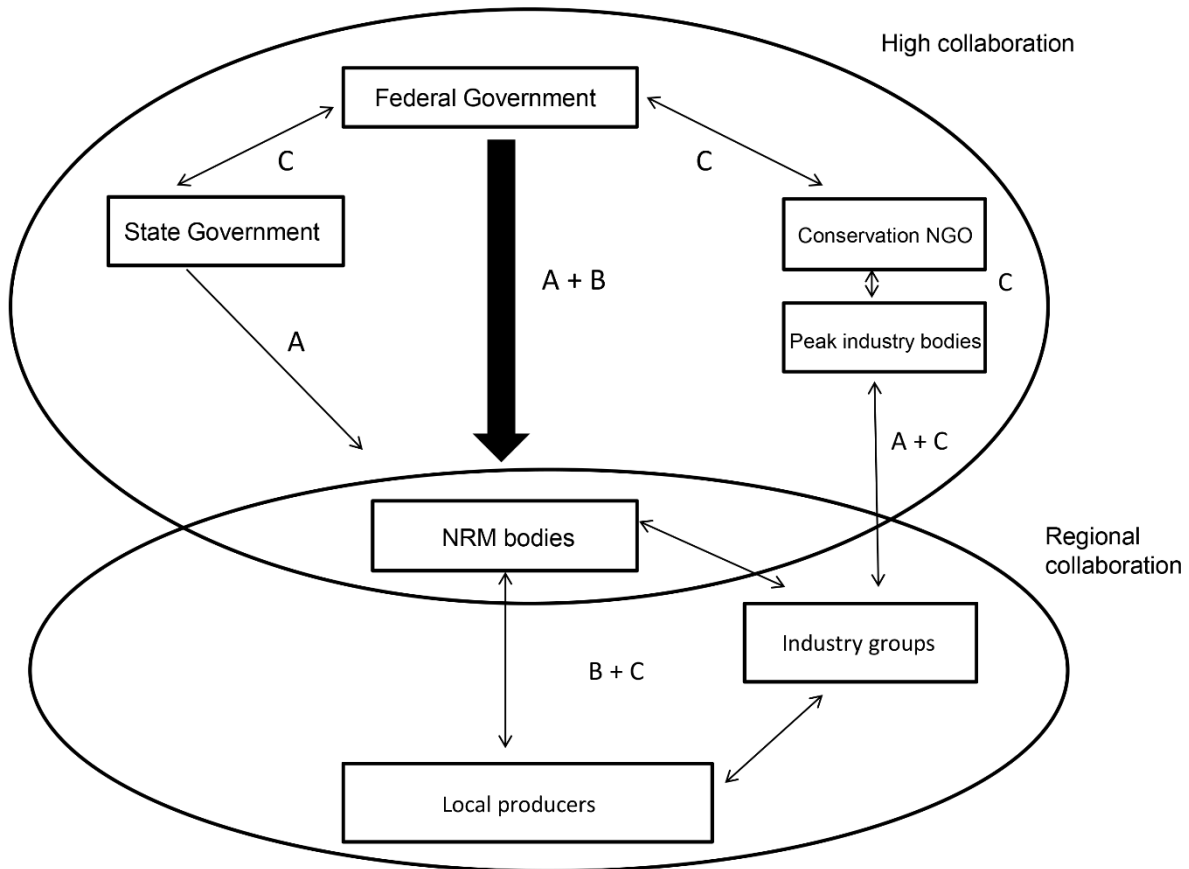 High collaboration
Federal Government
C
C
State Government
Conservation NGO
A + B
C
A
Peak industry bodies
A + C
NRM bodies
Regional
collaboration
Industry groups
B + C
Local producers